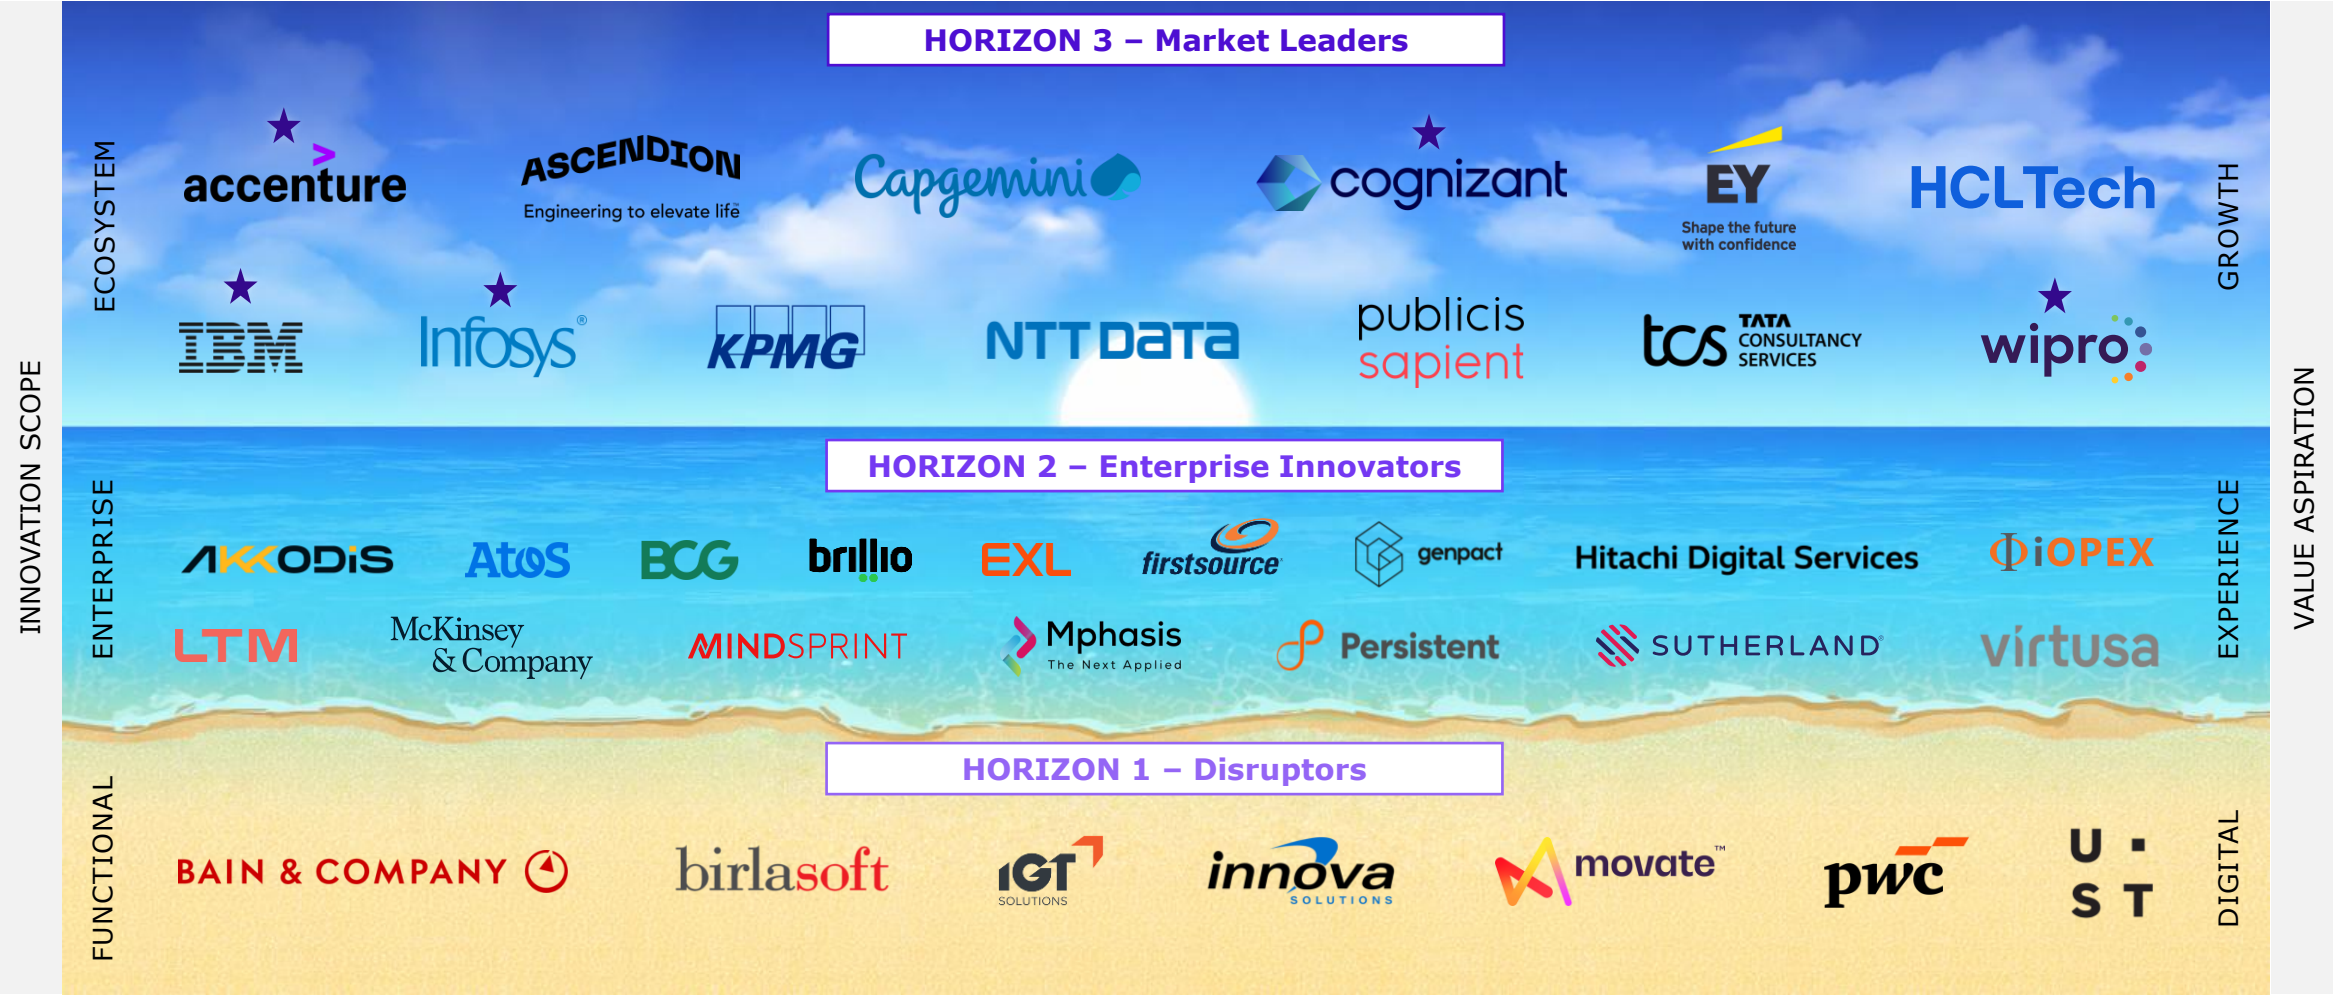 HORIZON 3 – Market Leaders
INNOVATION SCOPE
ECOSYSTEM
accenture
ASCENDION
Engineering to elevate life™
Capgemini
cognizant
EY
Shape the future
with confidence
HCLTech
GROWTH
VALUE ASPIRATION
IBM
Infosys®
KPMG
NTT DATA
publicis
sapient
tcs
TATA
CONSULTANCY
SERVICES
wipro
HORIZON 2 – Enterprise Innovators
ENTERPRISE
AKKODiS
Atos
BCG
brillio
EXL
firstsource
genpact
Hitachi Digital Services
iOPEX
EXPERIENCE
LTM
McKinsey
& Company
MINDSPRINT
Mphasis
The Next Applied
Persistent
SUTHERLAND®
virtusa
HORIZON 1 – Disruptors
FUNCTIONAL
BAIN & COMPANY
birlasoft
IGT
SOLUTIONS
innova
SOLUTIONS
movate™
pwc
U ·
S T
DIGITAL